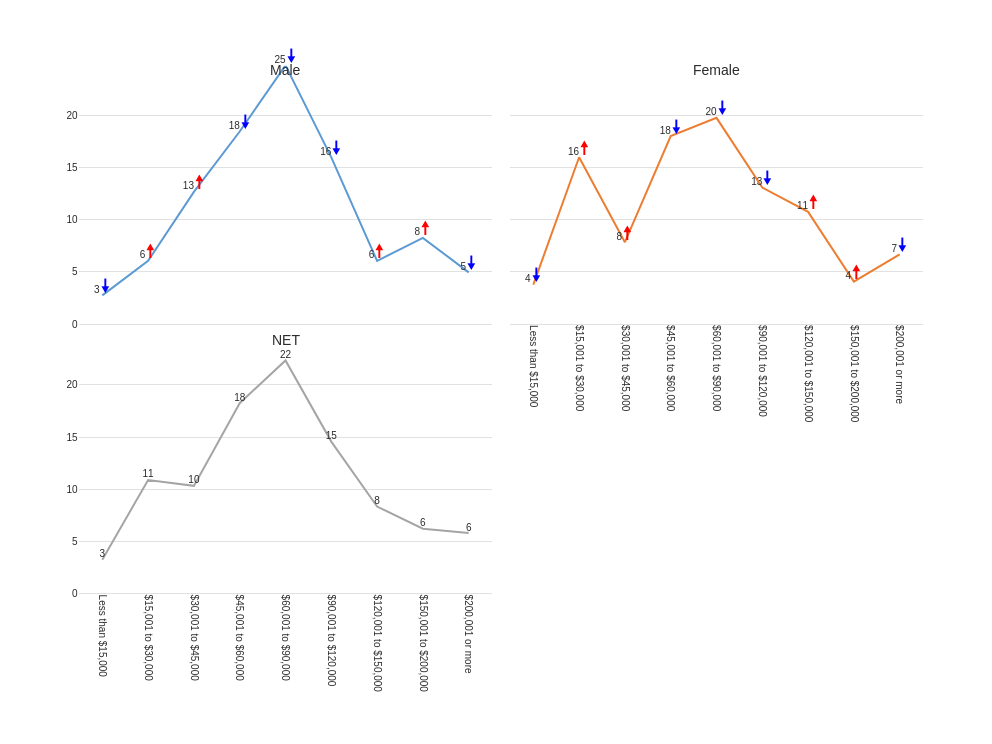 Male
25
20
18
16
15
13
10
8
6
6
5
5
3
0
Female
20
18
16
13
11
8
7
4
4
Less than $15,000
$15,001 to $30,000
$30,001 to $45,000
$45,001 to $60,000
$60,001 to $90,000
$90,001 to $120,000
$120,001 to $150,000
$150,001 to $200,000
$200,001 or more
NET
22
20
18
15
15
11
10
10
8
6
6
5
3
0
Less than $15,000
$15,001 to $30,000
$30,001 to $45,000
$45,001 to $60,000
$60,001 to $90,000
$90,001 to $120,000
$120,001 to $150,000
$150,001 to $200,000
$200,001 or more